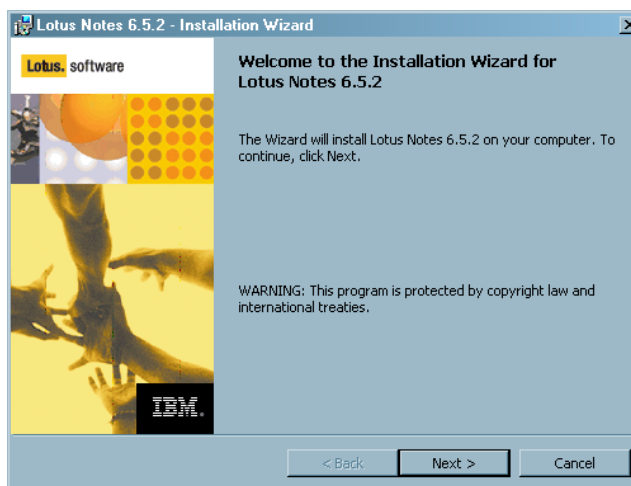 Lotus Notes 6.5.2 - Installation Wizard
Lotus. software
Welcome to the Installation Wizard for
Lotus Notes 6.5.2
The Wizard will install Lotus Notes 6.5.2 on your computer. To
continue, click Next.
WARNING: This program is protected by copyright law and
international treaties.
IBM.
< Back
Next >
Cancel